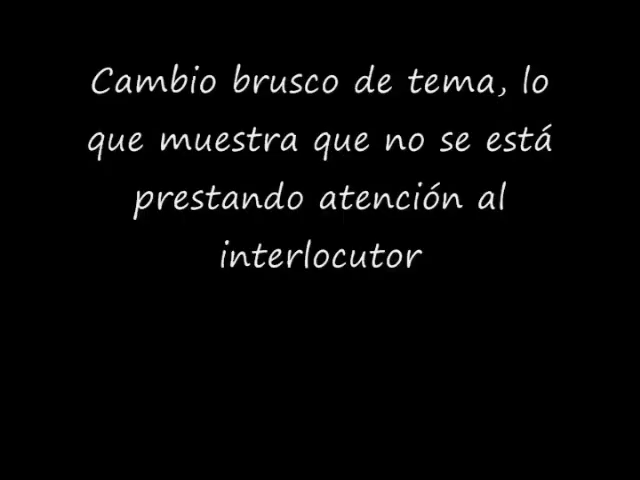 Cambio brusco de tema, lo
que muestra que no se está
prestando atención al
interlocutor